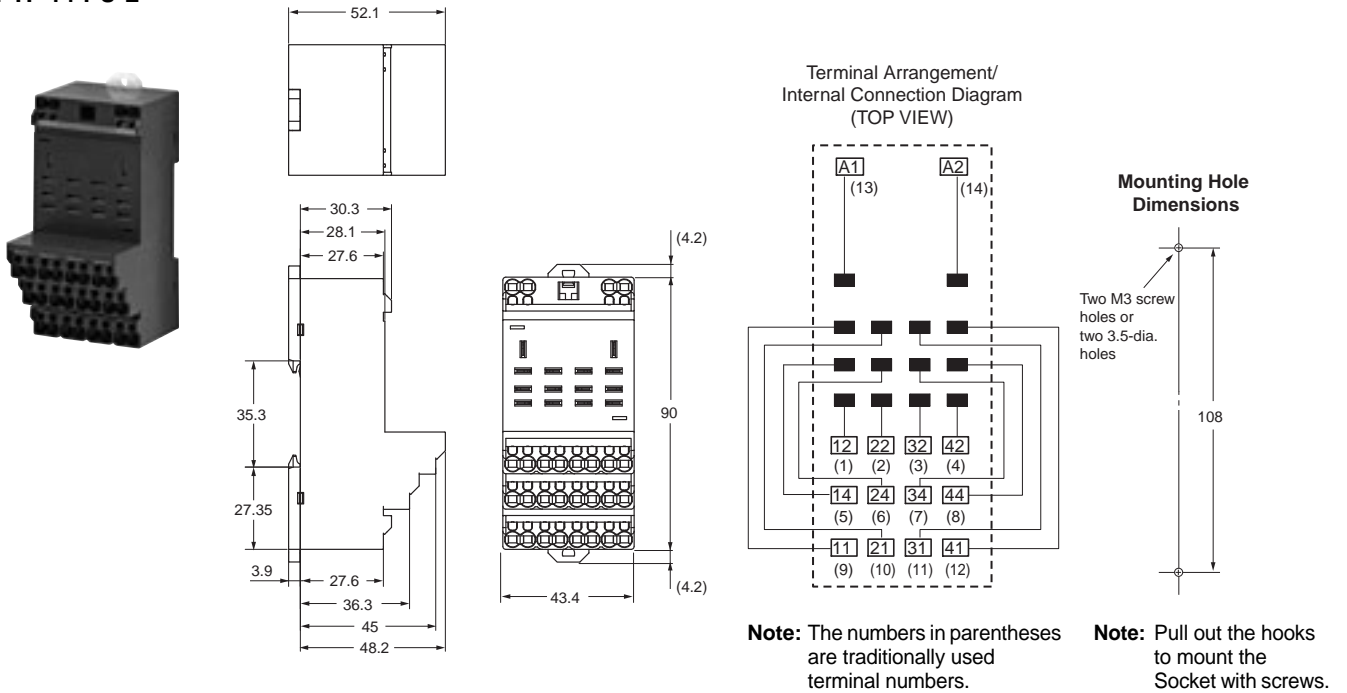 52.1
30.3
28.1
27.6
35.3
27.35
3.9
27.6
36.3
45
48.2
(4.2)
90
(4.2)
43.4
Terminal Arrangement/
Internal Connection Diagram
(TOP VIEW)
A1 A2
(13) (14)
12 22 32 42
(1) (2) (3) (4)
14 24 34 44
(5) (6) (7) (8)
11 21 31 41
(9) (10) (11) (12)
Note: The numbers in parentheses
are traditionally used
terminal numbers.
Mounting Hole
Dimensions
Two M3 screw
holes or
two 3.5-dia.
holes
108
Note: Pull out the hooks
to mount the
Socket with screws.